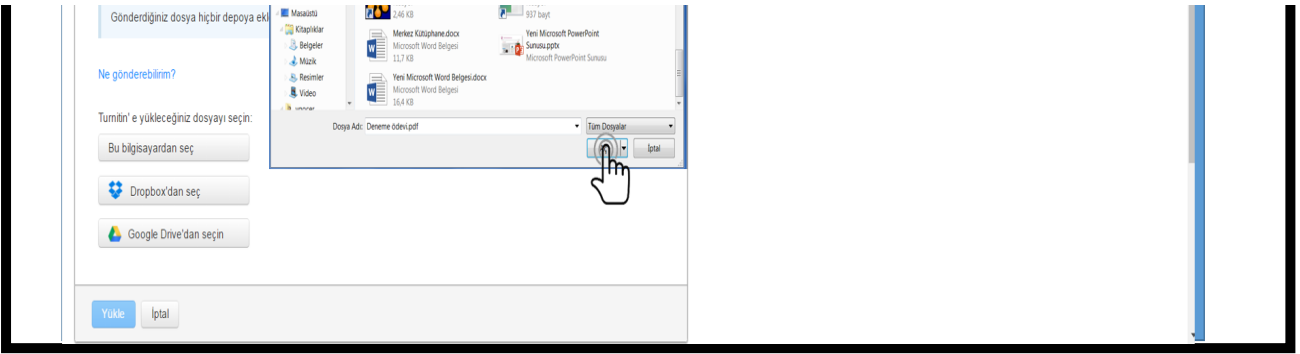 Gönderdiğiniz dosya hiçbir depoya ekl
Ne gönderebilirim?
Turnitin' e yükleceğiniz dosyayı seçin:
Bu bilgisayardan seç
Dropbox'dan seç
Google Drive'dan seçin
Yükle
İptal
Masaüstü
Kitaplıklar
Belgeler
Müzik
Resimler
Video
2,46 KB
937 bayt
Merkez Kütüphane.docx
Microsoft Word Belgesi
11,7 KB
Yeni Microsoft PowerPoint
Sunusu.pptx
Microsoft PowerPoint Sunusu
Yeni Microsoft Word Belgesi.docx
Microsoft Word Belgesi
16,4 KB
Dosya Adı: Deneme ödevi.pdf
Tüm Dosyalar
İptal